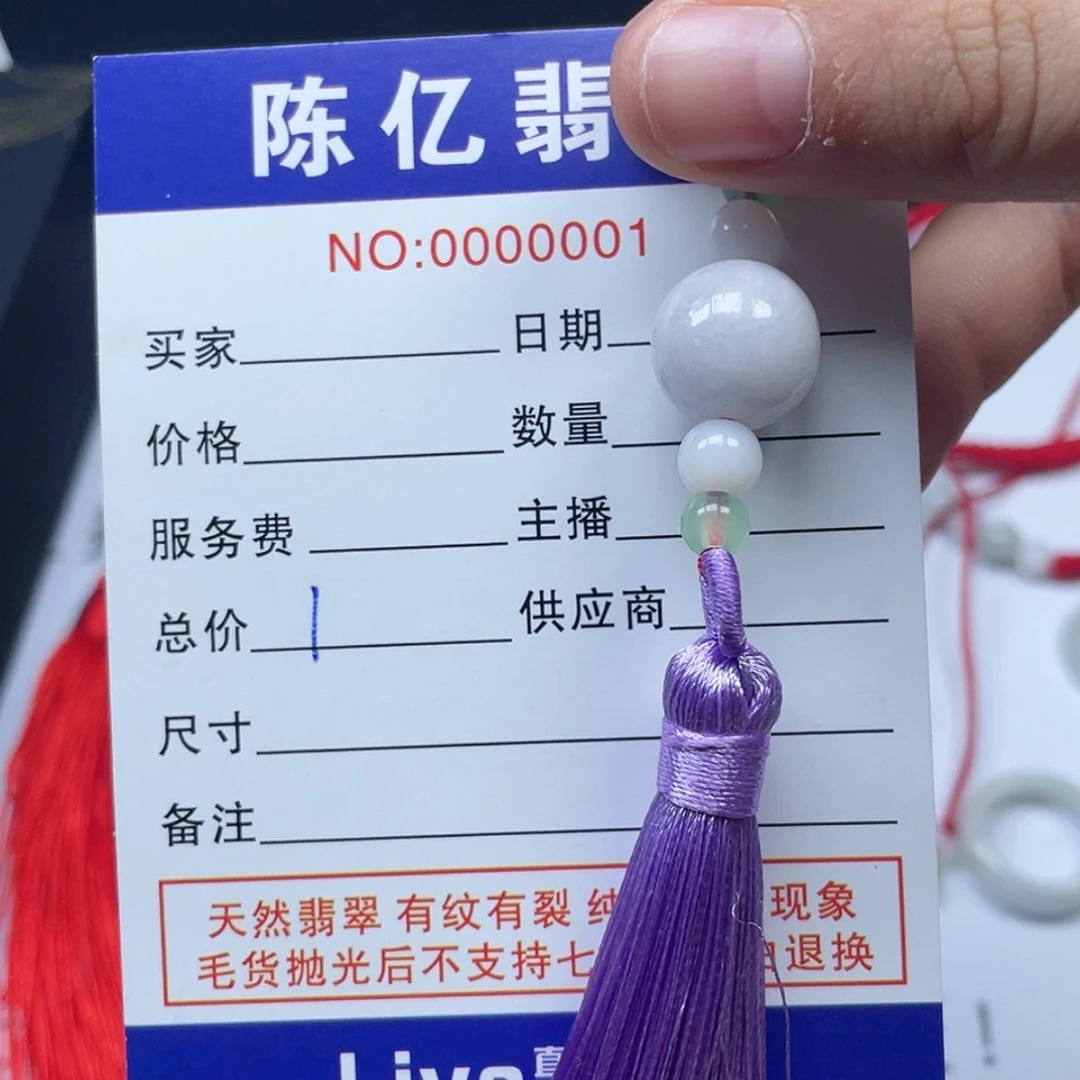 陈亿翡
NO:0000001
买家 日期
价格 数量
服务费 主播
总价 1 供应商
尺寸
备注
天然翡翠 有纹有裂 纯 现象
毛货抛光后不支持七 退换
Live